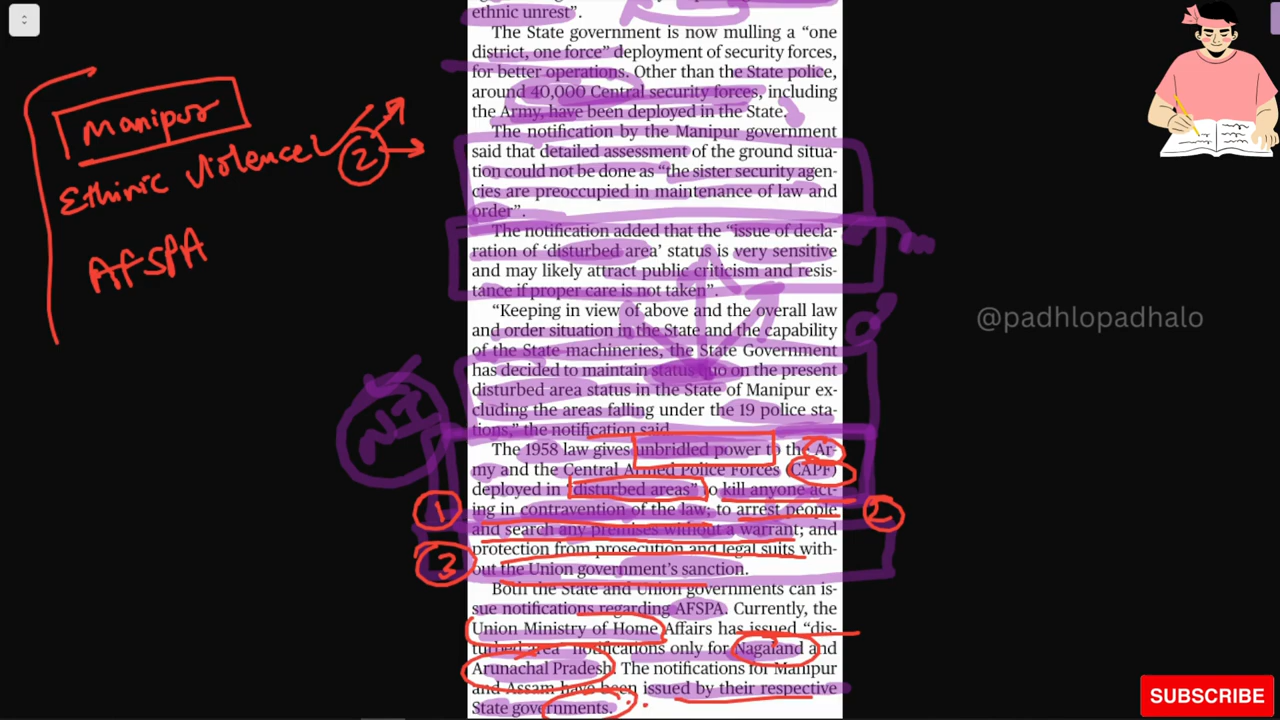 Manipur
Ethinic violence
2
AFSPA
ethnic unrest”.
The State government is now mulling a “one
district, one force” deployment of security forces,
for better operations. Other than the State police,
around 40,000 Central security forces, including
the Army, have been deployed in the State.
The notification by the Manipur government
said that detailed assessment of the ground situa-
tion could not be done as “the sister security agen-
cies are preoccupied in maintenance of law and
order”.
The notification added that the “issue of decla-
ration of ‘disturbed area’ status is very sensitive
and may likely attract public criticism and resis-
tance if proper care is not taken”.
“Keeping in view of above and the overall law
and order situation in the State and the capability
of the State machineries, the State Government
has decided to maintain status quo on the present
disturbed area status in the State of Manipur ex-
cluding the areas falling under the 19 police sta-
tions,” the notification said.
The 1958 law gives unbridled power to the Ar-
my and the Central Armed Police Forces (CAPF)
deployed in “disturbed areas” to kill anyone act-
ing in contravention of the law; to arrest people
and search any premises without a warrant; and
protection from prosecution and legal suits with-
out the Union government’s sanction.
Both the State and Union governments can is-
sue notifications regarding AFSPA. Currently, the
Union Ministry of Home Affairs has issued “dis-
turbed area” notifications only for Nagaland and
Arunachal Pradesh. The notifications for Manipur
and Assam have been issued by their respective
State governments.
1
2
3
@padhlopadhalo
SUBSCRIBE